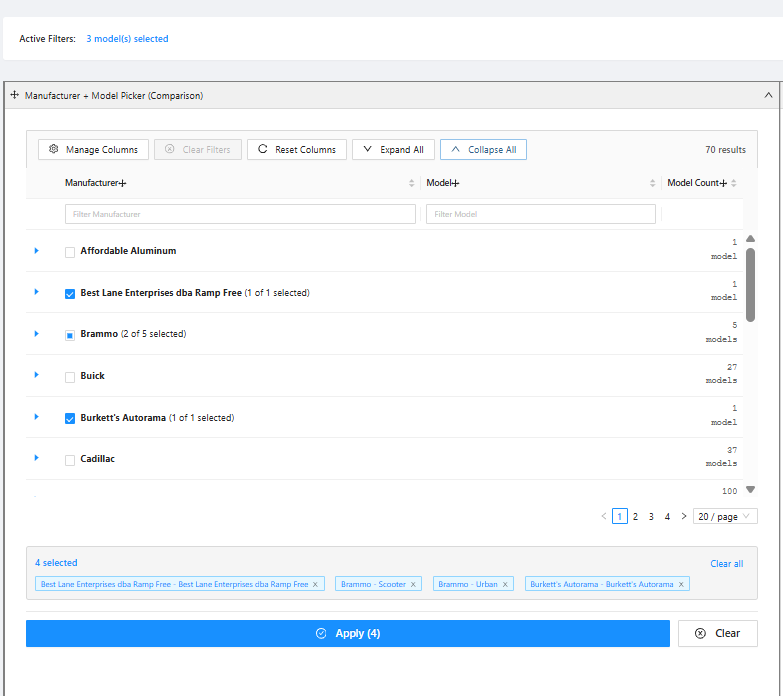 Active Filters: 3 model(s) selected
Manufacturer + Model Picker (Comparison)
Manage Columns Clear Filters Reset Columns Expand All Collapse All 70 results
Manufacturer Model Model Count
Filter Manufacturer Filter Model
Affordable Aluminum 1 model
Best Lane Enterprises dba Ramp Free (1 of 1 selected) 1 model
Brammo (2 of 5 selected) 5 models
Buick 27 models
Burkett's Autorama (1 of 1 selected) 1 model
Cadillac 37 models
100
< 1 2 3 4 > 20 / page
4 selected Clear all
Best Lane Enterprises dba Ramp Free - Best Lane Enterprises dba Ramp Free X Brammo - Scooter X Brammo - Urban X Burkett's Autorama - Burkett's Autorama X
Apply (4) Clear